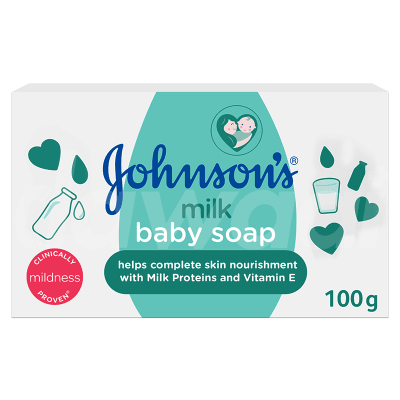 Johnson's®
milk
baby soap
helps complete skin nourishment
with Milk Proteins and Vitamin E
CLINICALLY
mildness
PROVEN*
100g